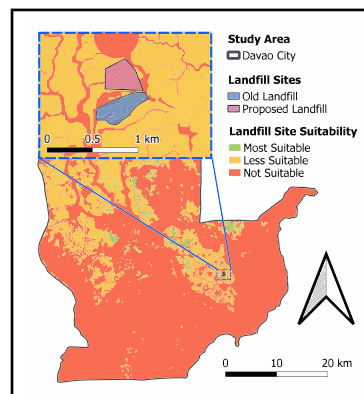 Study Area
Davao City
Landfill Sites
Old Landfill
Proposed Landfill
Landfill Site Suitability
Most Suitable
Less Suitable
Not Suitable
0 0.5 1 km
0 10 20 km